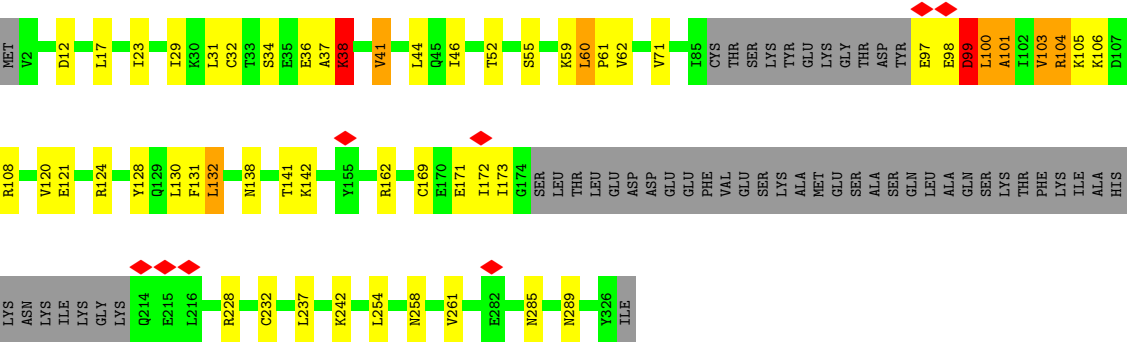 MET V2 D12 L17 I23 I29 K30 L31 C32 T33 S34 E35 E36 A37 K38 V41 L44 Q45 I46 T52 S55 K59 L60 P61 V62 V71 I85 CYS THR SER LYS TYR GLU LYS GLY THR ASP TYR E97 E98 D99 L100 A101 I102 V103 R104 K105 K106 D107
R108 V120 E121 R124 Y128 Q129 L130 F131 L132 N138 T141 K142 Y155 R162 C169 E170 E171 I172 I173 G174 SER LEU THR LEU GLU ASP ASP GLU GLU PHE VAL GLU SER LYS ALA MET GLU SER ALA SER GLN LEU ALA GLN SER LYS THR PHE LYS ILE ALA HIS
LYS ASN LYS ILE LYS GLY LYS Q214 E215 L216 R228 C232 L237 K242 L254 N258 V261 E282 N285 N289 Y326 ILE